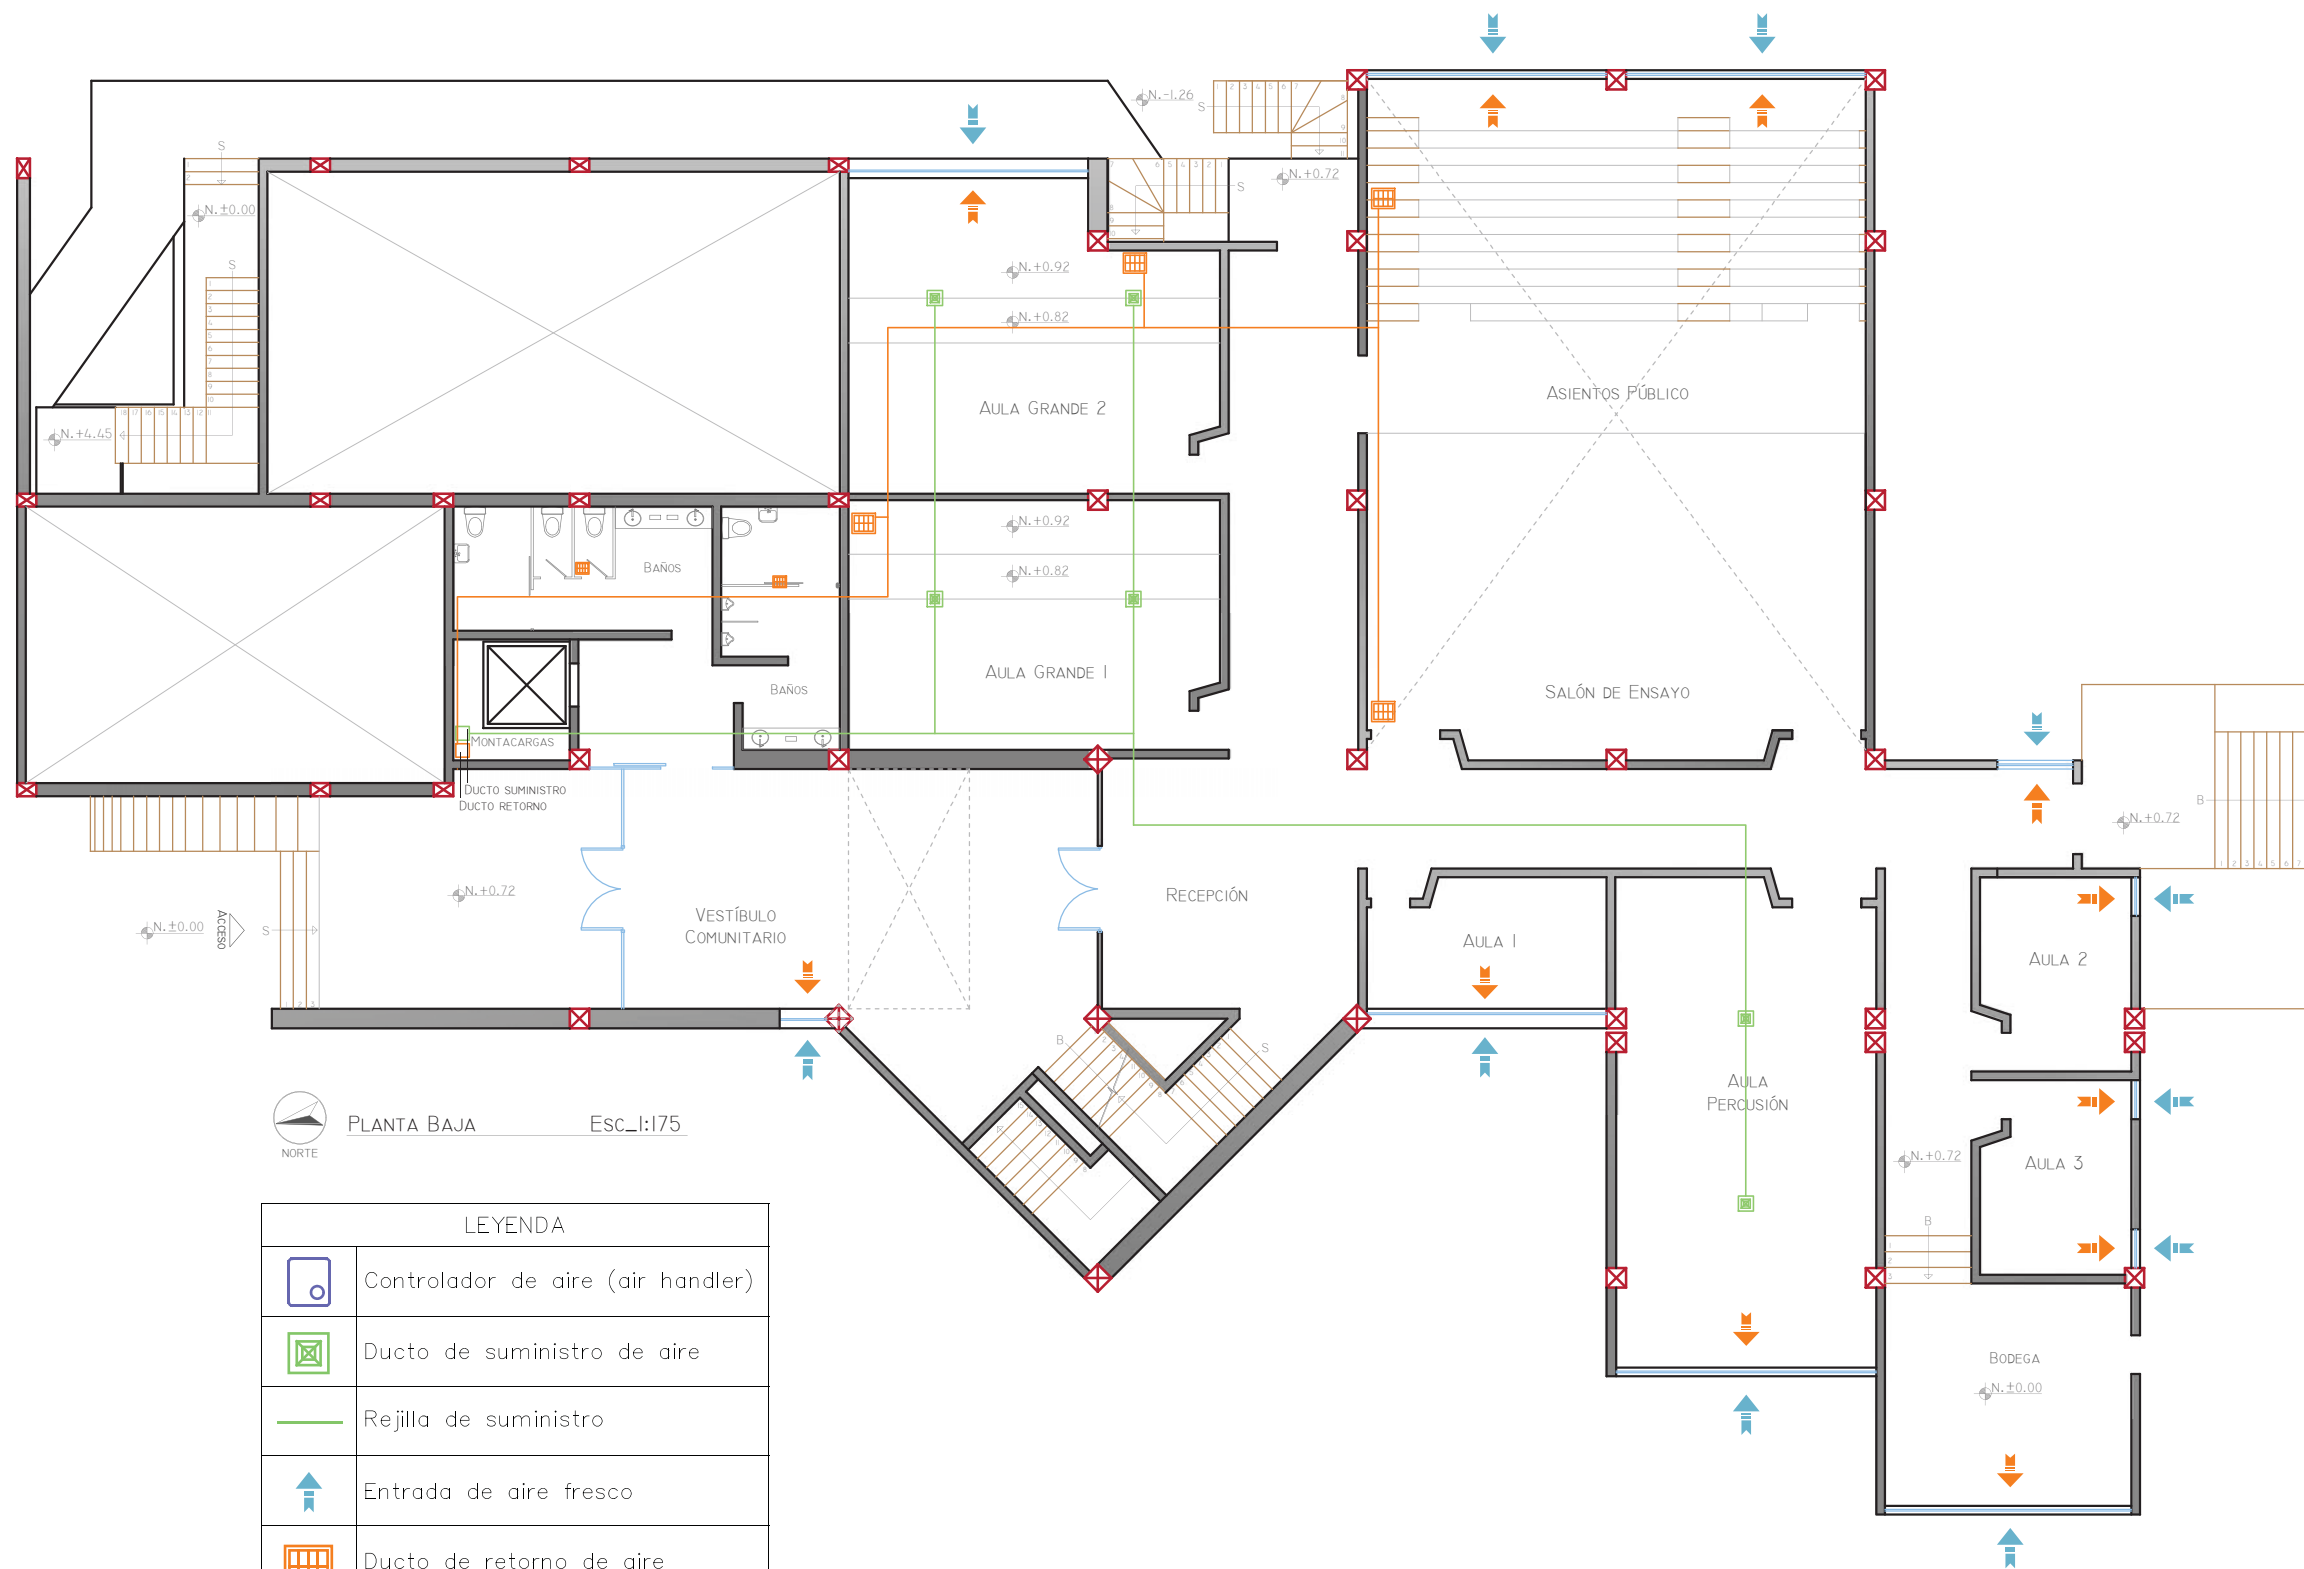 N.-1.26
S
S
N.+0.72
S
N.±0.00
S
N.+0.92
N.+0.82
Asientos Público
Aula Grande 2
N.+4.45
N.+0.92
Baños
N.+0.82
Aula Grande 1
Salón de Ensayo
Baños
Montacargas
Ducto suministro
Ducto retorno
B
N.+0.72
N.+0.72
Recepción
Acceso
N.±0.00
S
Vestíbulo
Comunitario
Aula 1
Aula 2
B
S
Aula
Percusión
Planta Baja
Esc_1:175
NORTE
N.+0.72
Aula 3
B
LEYENDA
Controlador de aire (air handler)
Ducto de suministro de aire
Bodega
N.±0.00
Rejilla de suministro
Entrada de aire fresco
Ducto de retorno de aire